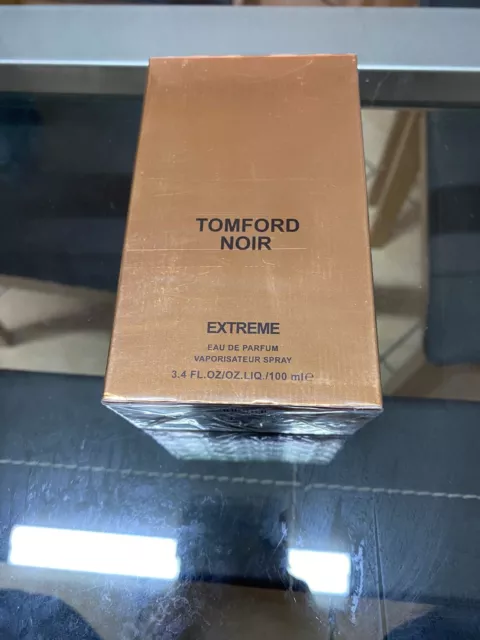 TOMFORD
NOIR
EXTREME
EAU DE PARFUM
VAPORISATEUR SPRAY
3.4 FL.OZ/OZ.LIQ./100 ml℮